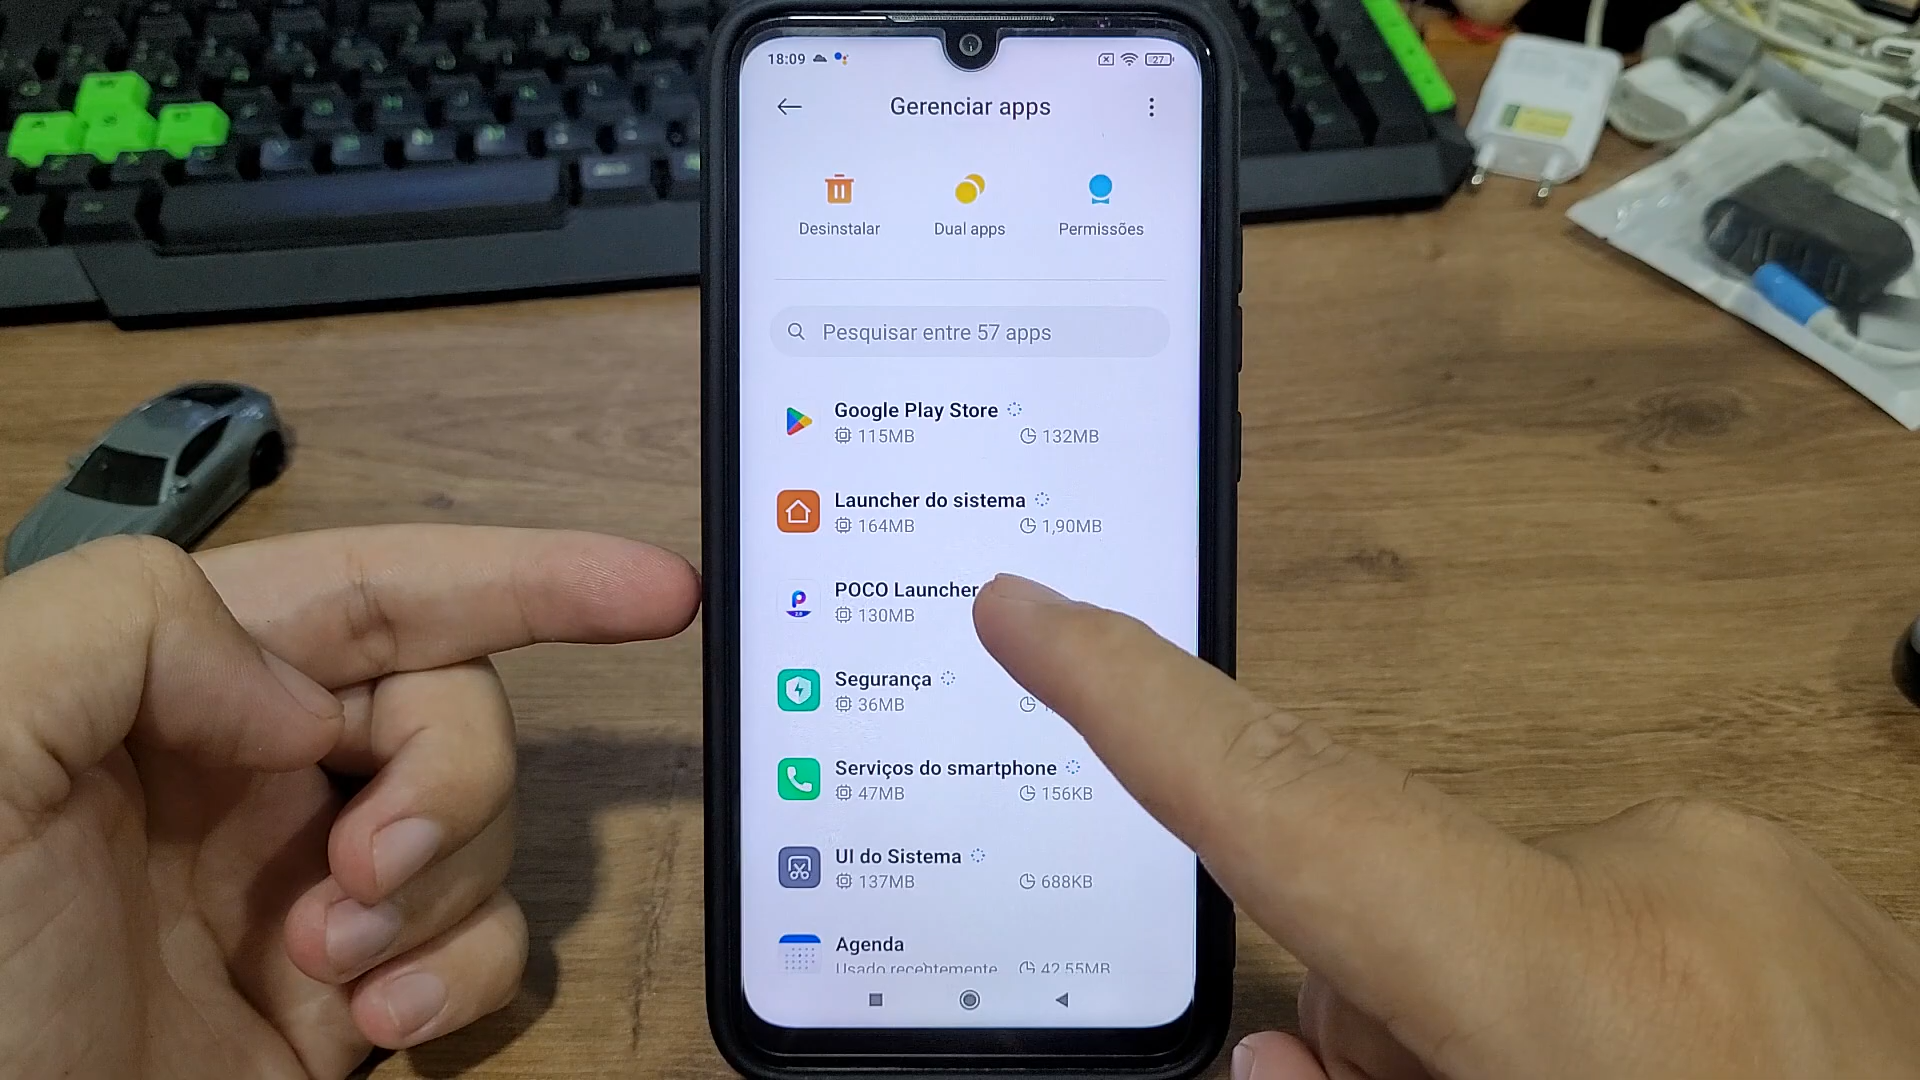 18:09
27
Gerenciar apps
Desinstalar
Dual apps
Permissões
Pesquisar entre 57 apps
Google Play Store
115MB
132MB
Launcher do sistema
164MB
1,90MB
POCO Launcher
130MB
Segurança
36MB
Serviços do smartphone
47MB
156KB
UI do Sistema
137MB
688KB
Agenda
Usado recentemente
42,55MB